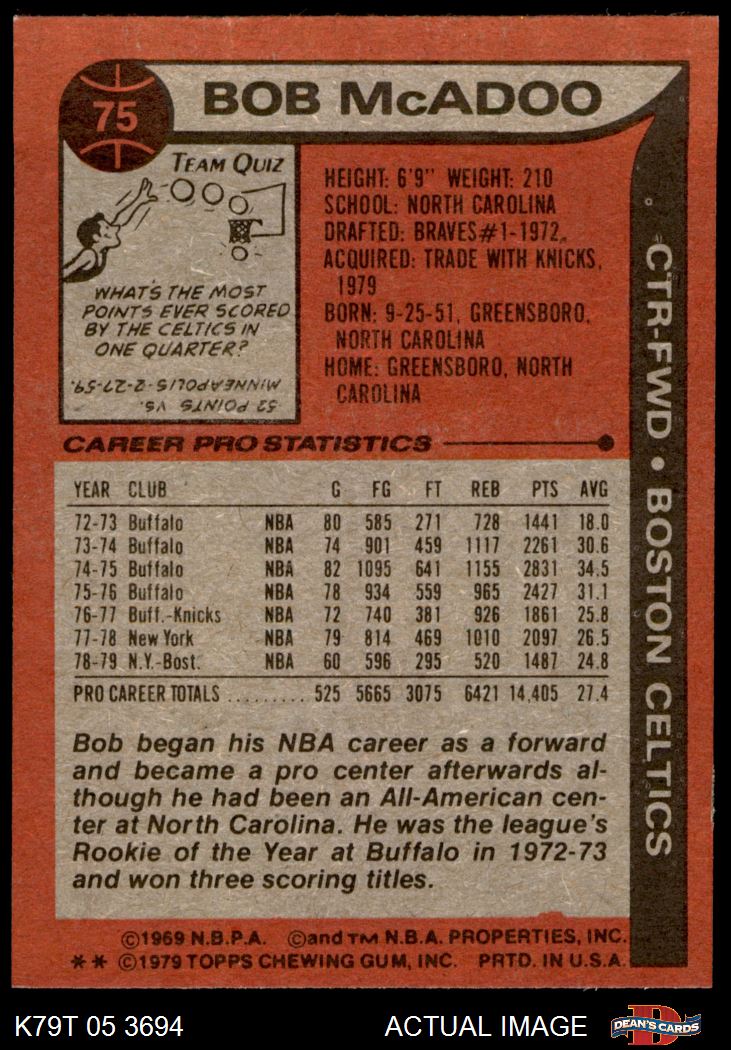 75
BOB McADOO
TEAM QUIZ
WHAT'S THE MOST
POINTS EVER SCORED
BY THE CELTICS IN
ONE QUARTER?
52 POINTS VS.
MINNEAPOLIS-2-27-59.
HEIGHT: 6'9" WEIGHT: 210
SCHOOL: NORTH CAROLINA
DRAFTED: BRAVES#1-1972.
ACQUIRED: TRADE WITH KNICKS,
1979
BORN: 9-25-51, GREENSBORO,
NORTH CAROLINA
HOME: GREENSBORO, NORTH
CAROLINA
CTR-FWD • BOSTON CELTICS
CAREER PRO STATISTICS
YEAR CLUB G FG FT REB PTS AVG
72-73 Buffalo NBA 80 585 271 728 1441 18.0
73-74 Buffalo NBA 74 901 459 1117 2261 30.6
74-75 Buffalo NBA 82 1095 641 1155 2831 34.5
75-76 Buffalo NBA 78 934 559 965 2427 31.1
76-77 Buff.-Knicks NBA 72 740 381 926 1861 25.8
77-78 New York NBA 79 814 469 1010 2097 26.5
78-79 N.Y.-Bost. NBA 60 596 295 520 1487 24.8
PRO CAREER TOTALS ......... 525 5665 3075 6421 14,405 27.4
Bob began his NBA career as a forward
and became a pro center afterwards al-
though he had been an All-American cen-
ter at North Carolina. He was the league's
Rookie of the Year at Buffalo in 1972-73
and won three scoring titles.
©1969 N.B.P.A. ©and TM N.B.A. PROPERTIES, INC.
** ©1979 TOPPS CHEWING GUM, INC. PRTD. IN U.S.A.
K79T 05 3694
ACTUAL IMAGE
D
DEAN'S CARDS